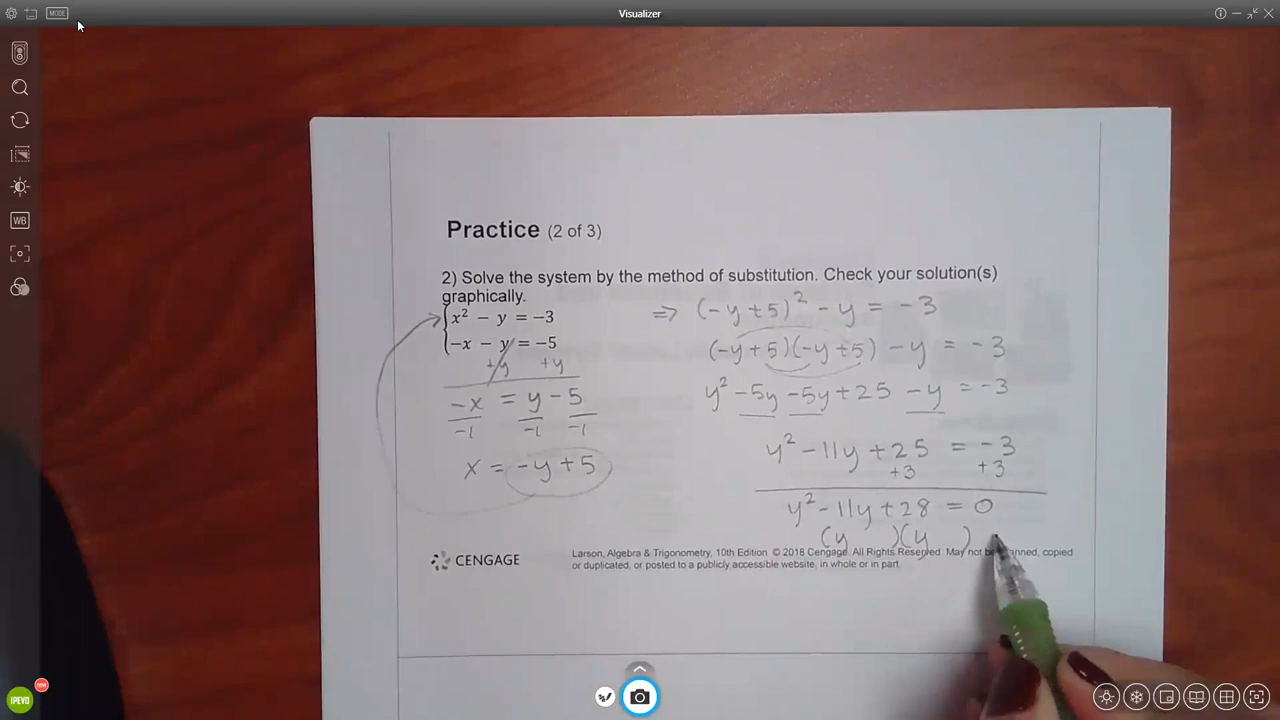 MODE
Visualizer
WB
Practice (2 of 3)
2) Solve the system by the method of substitution. Check your solution(s)
graphically.
x² − y = −3
−x − y = −5
+y +y
−x = y − 5
−1 −1 −1
x = −y + 5
⇒ (−y + 5)² − y = −3
(−y + 5)(−y + 5) − y = −3
y² − 5y − 5y + 25 − y = −3
y² − 11y + 25 = −3
+3 +3
y² − 11y + 28 = 0
(y )(y )
CENGAGE
Larson, Algebra & Trigonometry, 10th Edition © 2018 Cengage. All Rights Reserved. May not be scanned, copied
or duplicated, or posted to a publicly accessible website, in whole or in part.
IPEVO
new